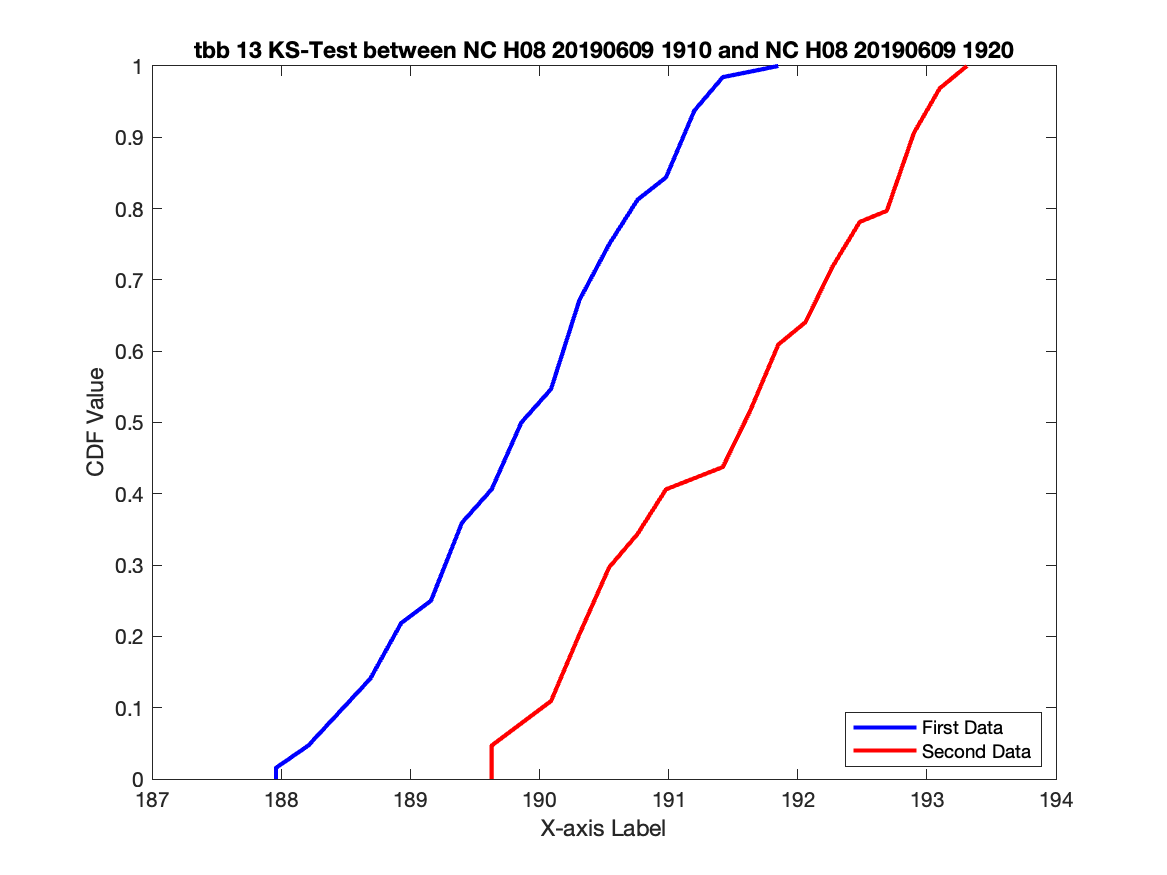 tbb 13 KS-Test between NC H08 20190609 1910 and NC H08 20190609 1920
1
0.9
0.8
0.7
0.6
0.5
0.4
0.3
0.2
0.1
0
CDF Value
First Data
Second Data
187 188 189 190 191 192 193 194
X-axis Label